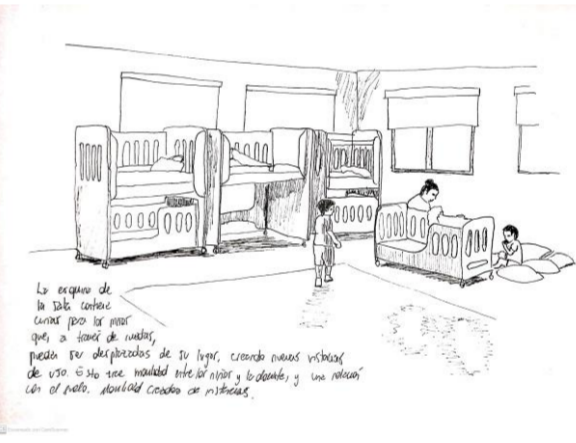 La esquina de
la Sala contiene
cunas para los
que, a través de ruedas,
pueden ser desplazadas de su lugar, creando nuevas instancias
de uso. Esto trae movilidad entre los niños y la docente, y una relación
con el suelo. Movilidad creadora de instancias.